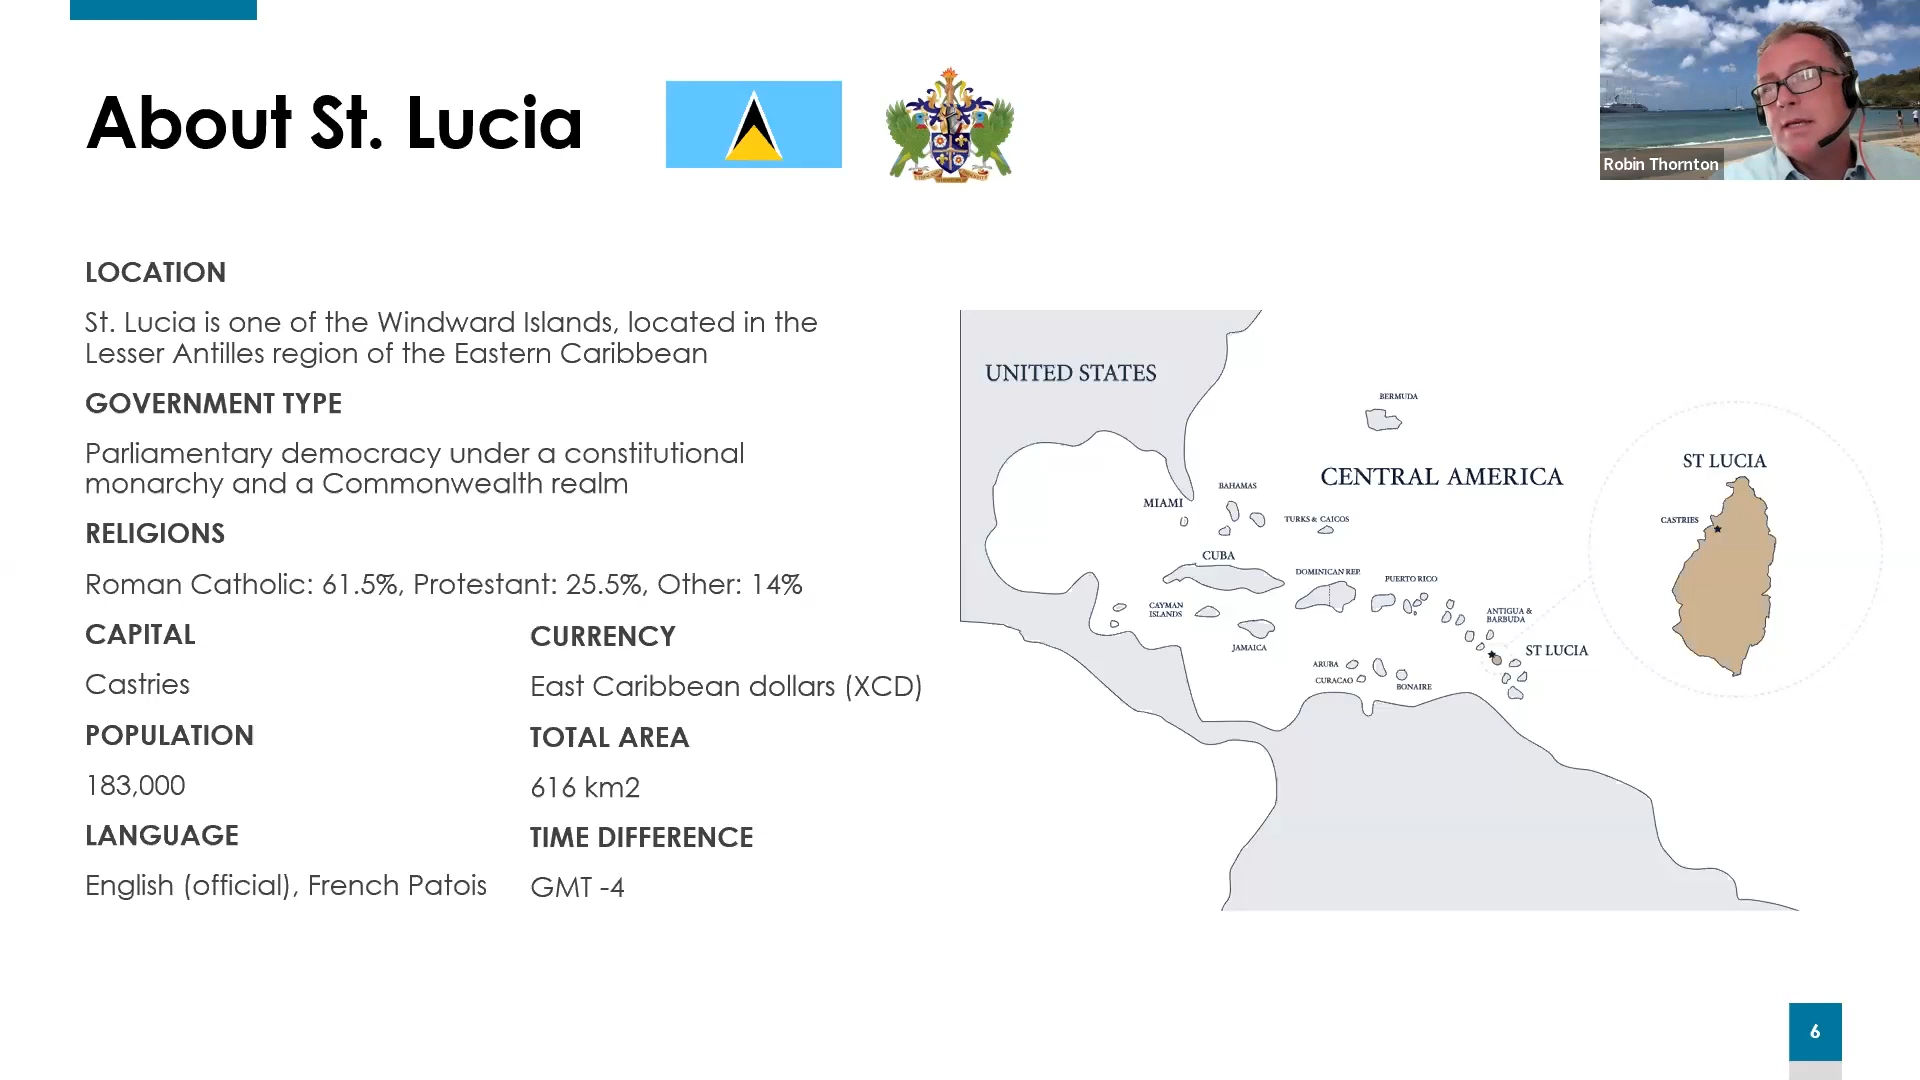 About St. Lucia
Robin Thornton
LOCATION
St. Lucia is one of the Windward Islands, located in the
Lesser Antilles region of the Eastern Caribbean
GOVERNMENT TYPE
Parliamentary democracy under a constitutional
monarchy and a Commonwealth realm
RELIGIONS
Roman Catholic: 61.5%, Protestant: 25.5%, Other: 14%
CAPITAL
Castries
POPULATION
183,000
LANGUAGE
English (official), French Patois
CURRENCY
East Caribbean dollars (XCD)
TOTAL AREA
616 km2
TIME DIFFERENCE
GMT -4
UNITED STATES
BERMUDA
CENTRAL AMERICA
BAHAMAS
MIAMI
TURKS & CAICOS
CUBA
DOMINICAN REP.
PUERTO RICO
CAYMAN
ISLANDS
JAMAICA
ANTIGUA &
BARBUDA
ST LUCIA
ARUBA
CURACAO
BONAIRE
ST LUCIA
CASTRIES
6